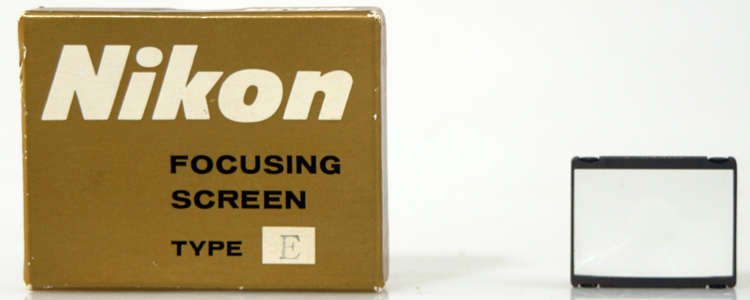 Nikon
FOCUSING
SCREEN
TYPE E